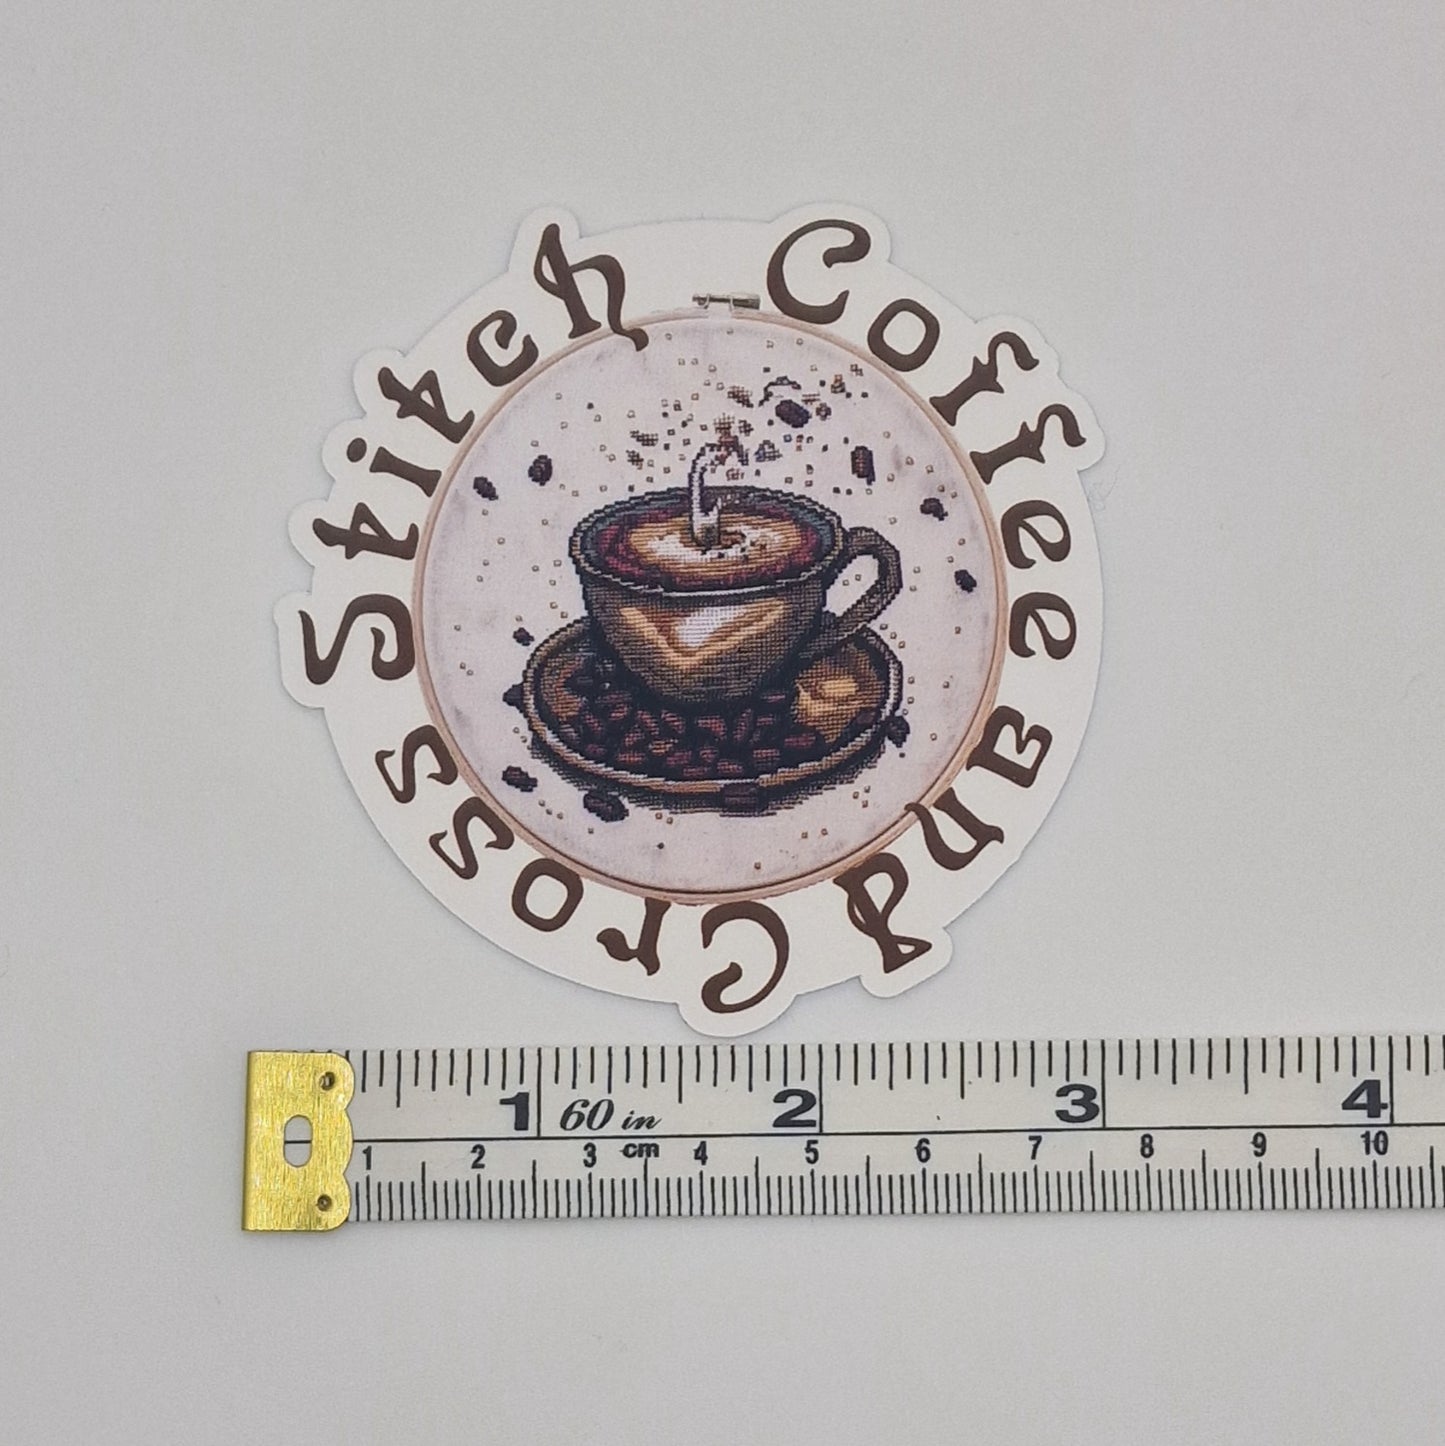 Coffee and Cross Stitch
1 60 in 2 3 4
1 2 3 cm 4 5 6 7 8 9 10